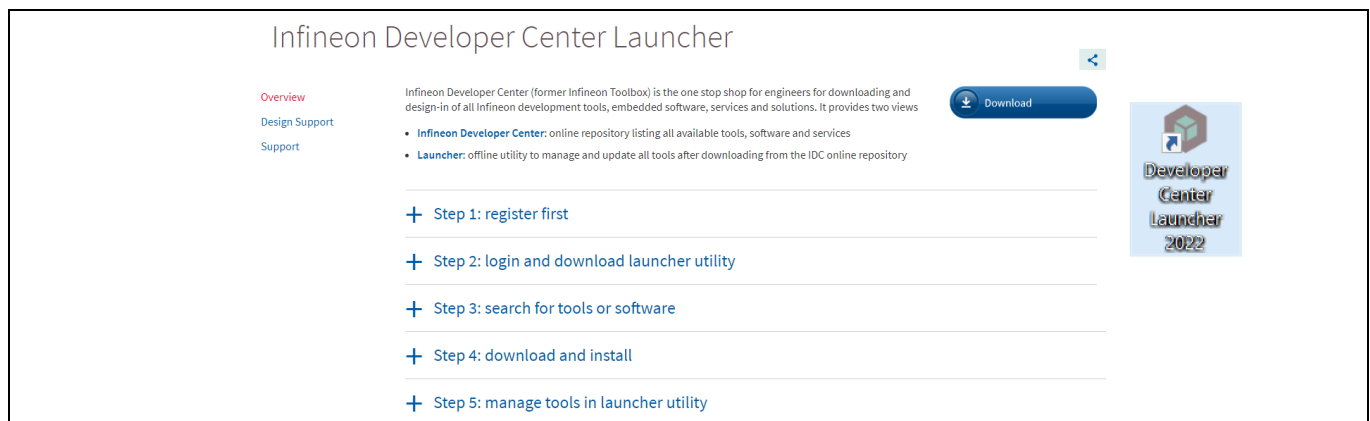 Infineon Developer Center Launcher
Overview
Design Support
Support
Infineon Developer Center (former Infineon Toolbox) is the one stop shop for engineers for downloading and
design-in of all Infineon development tools, embedded software, services and solutions. It provides two views
• Infineon Developer Center: online repository listing all available tools, software and services
• Launcher: offline utility to manage and update all tools after downloading from the IDC online repository
Download
Developer
Center
Launcher
2022
+ Step 1: register first
+ Step 2: login and download launcher utility
+ Step 3: search for tools or software
+ Step 4: download and install
+ Step 5: manage tools in launcher utility